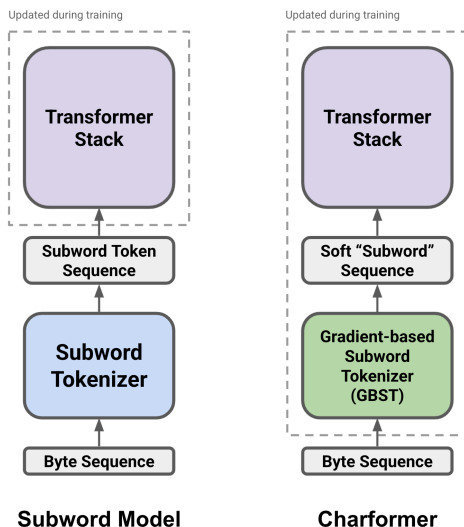 Updated during training
Transformer
Stack
Subword Token
Sequence
Subword
Tokenizer
Byte Sequence
Subword Model
Updated during training
Transformer
Stack
Soft “Subword”
Sequence
Gradient-based
Subword
Tokenizer
(GBST)
Byte Sequence
Charformer